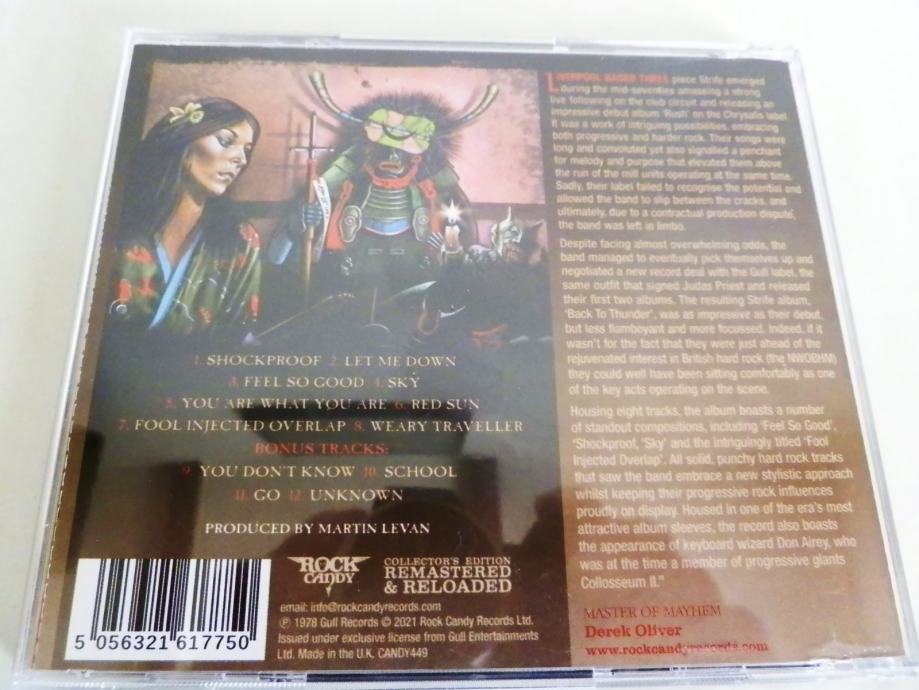 1. SHOCKPROOF 2. LET ME DOWN
3. FEEL SO GOOD 4. SKY
5. YOU ARE WHAT YOU ARE 6. RED SUN
7. FOOL INJECTED OVERLAP 8. WEARY TRAVELLER
BONUS TRACKS:
9. YOU DON'T KNOW 10. SCHOOL
11. GO 12. UNKNOWN
PRODUCED BY MARTIN LEVAN
5 056321 617750
ROCK CANDY
COLLECTOR'S EDITION
REMASTERED
& RELOADED
email: info@rockcandyrecords.com
℗ 1978 Gull Records © 2021 Rock Candy Records Ltd.
Issued under exclusive license from Gull Entertainments
Ltd. Made in the U.K. CANDY449
LIVERPOOL BASED THREE piece Strife emerged
during the mid-seventies amassing a strong
live following on the club circuit and releasing an
impressive debut album 'Rush' on the Chrysalis label.
It was a work of intriguing possibilities, embracing
both progressive and harder rock. Their songs were
long and convoluted yet also signalled a penchant
for melody and purpose that elevated them above
the run of the mill units operating at the same time.
Sadly, their label failed to recognise the potential and
allowed the band to slip between the cracks, and
ultimately, due to a contractual production dispute,
the band was left in limbo.
Despite facing almost overwhelming odds, the
band managed to eventually pick themselves up and
negotiated a new record deal with the Gull label, the
same outfit that signed Judas Priest and released
their first two albums. The resulting Strife album,
'Back To Thunder', was as impressive as their debut,
but less flamboyant and more focussed. Indeed, if it
wasn't for the fact that they were just ahead of the
rejuvenated interest in British hard rock (the NWOBHM)
they could well have been sitting comfortably as one
of the key acts operating on the scene.
Housing eight tracks, the album boasts a number
of standout compositions, including 'Feel So Good',
'Shockproof, 'Sky' and the intriguingly titled 'Fool
Injected Overlap'. All solid, punchy hard rock tracks
that saw the band embrace a new stylistic approach
whilst keeping their progressive rock influences
proudly on display. Housed in one of the era's most
attractive album sleeves, the record also boasts
the appearance of keyboard wizard Don Airey, who
was at the time a member of progressive giants
Collosseum II."
MASTER OF MAYHEM
Derek Oliver
www.rockcandyrecords.com